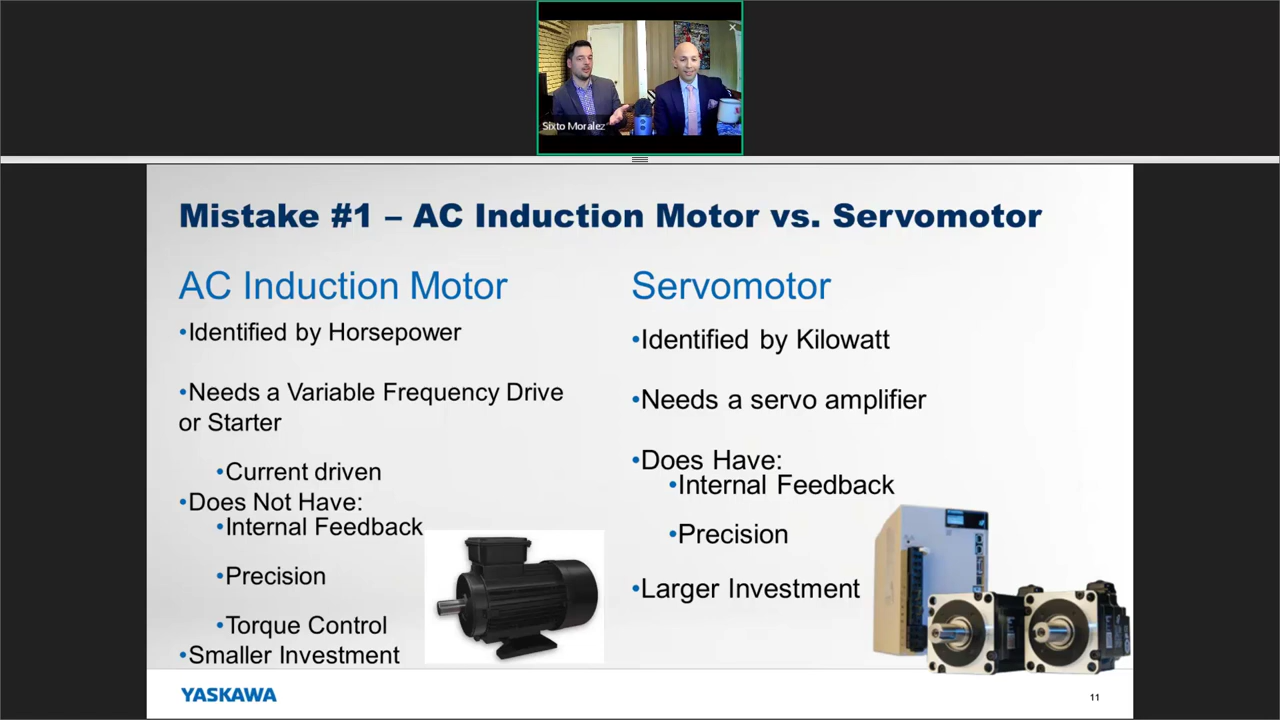 Sixto Moralez
Mistake #1 – AC Induction Motor vs. Servomotor
AC Induction Motor
•Identified by Horsepower
•Needs a Variable Frequency Drive
or Starter
•Current driven
•Does Not Have:
•Internal Feedback
•Precision
•Torque Control
•Smaller Investment
Servomotor
•Identified by Kilowatt
•Needs a servo amplifier
•Does Have:
•Internal Feedback
•Precision
•Larger Investment
YASKAWA
11